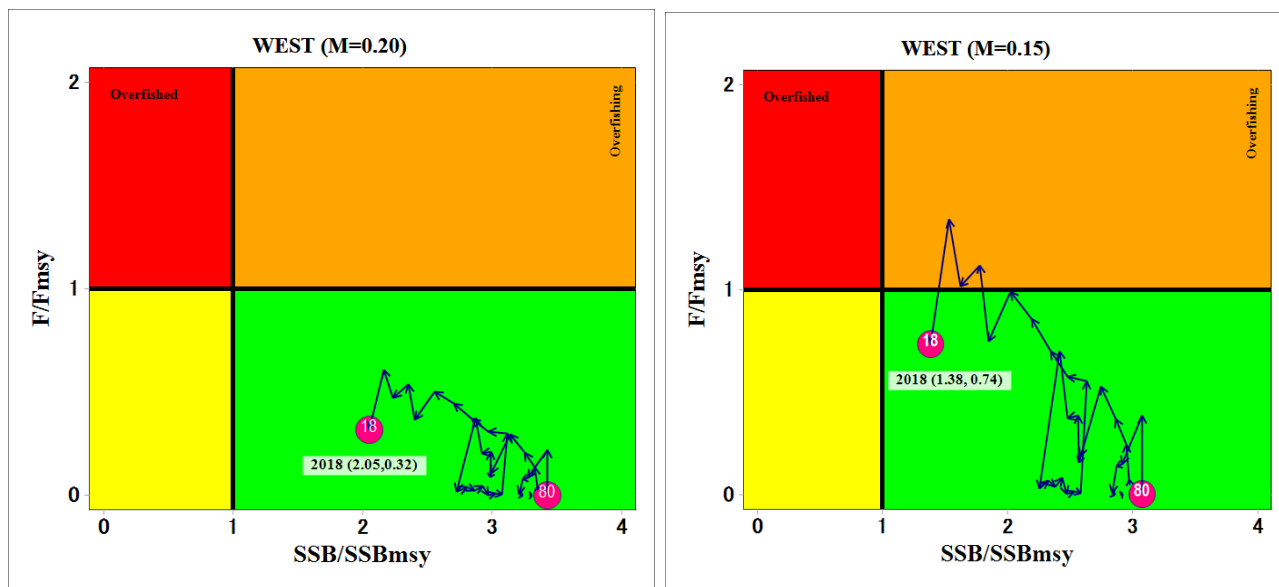 WEST (M=0.20)
2
Overfished
Overfishing
F/Fmsy
1
18
2018 (2.05,0.32)
0
80
0 1 2 3 4
SSB/SSBmsy
WEST (M=0.15)
2
Overfished
Overfishing
F/Fmsy
1
18
2018 (1.38, 0.74)
0
80
0 1 2 3 4
SSB/SSBmsy